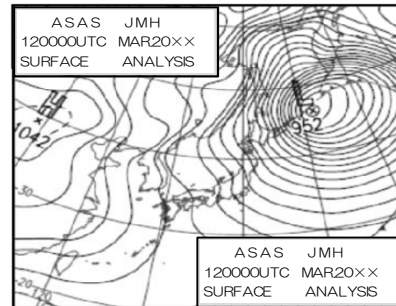 ASAS JMH
120000UTC MAR20××
SURFACE ANALYSIS
H
1042
L
952
ASAS JMH
120000UTC MAR20××
SURFACE ANALYSIS